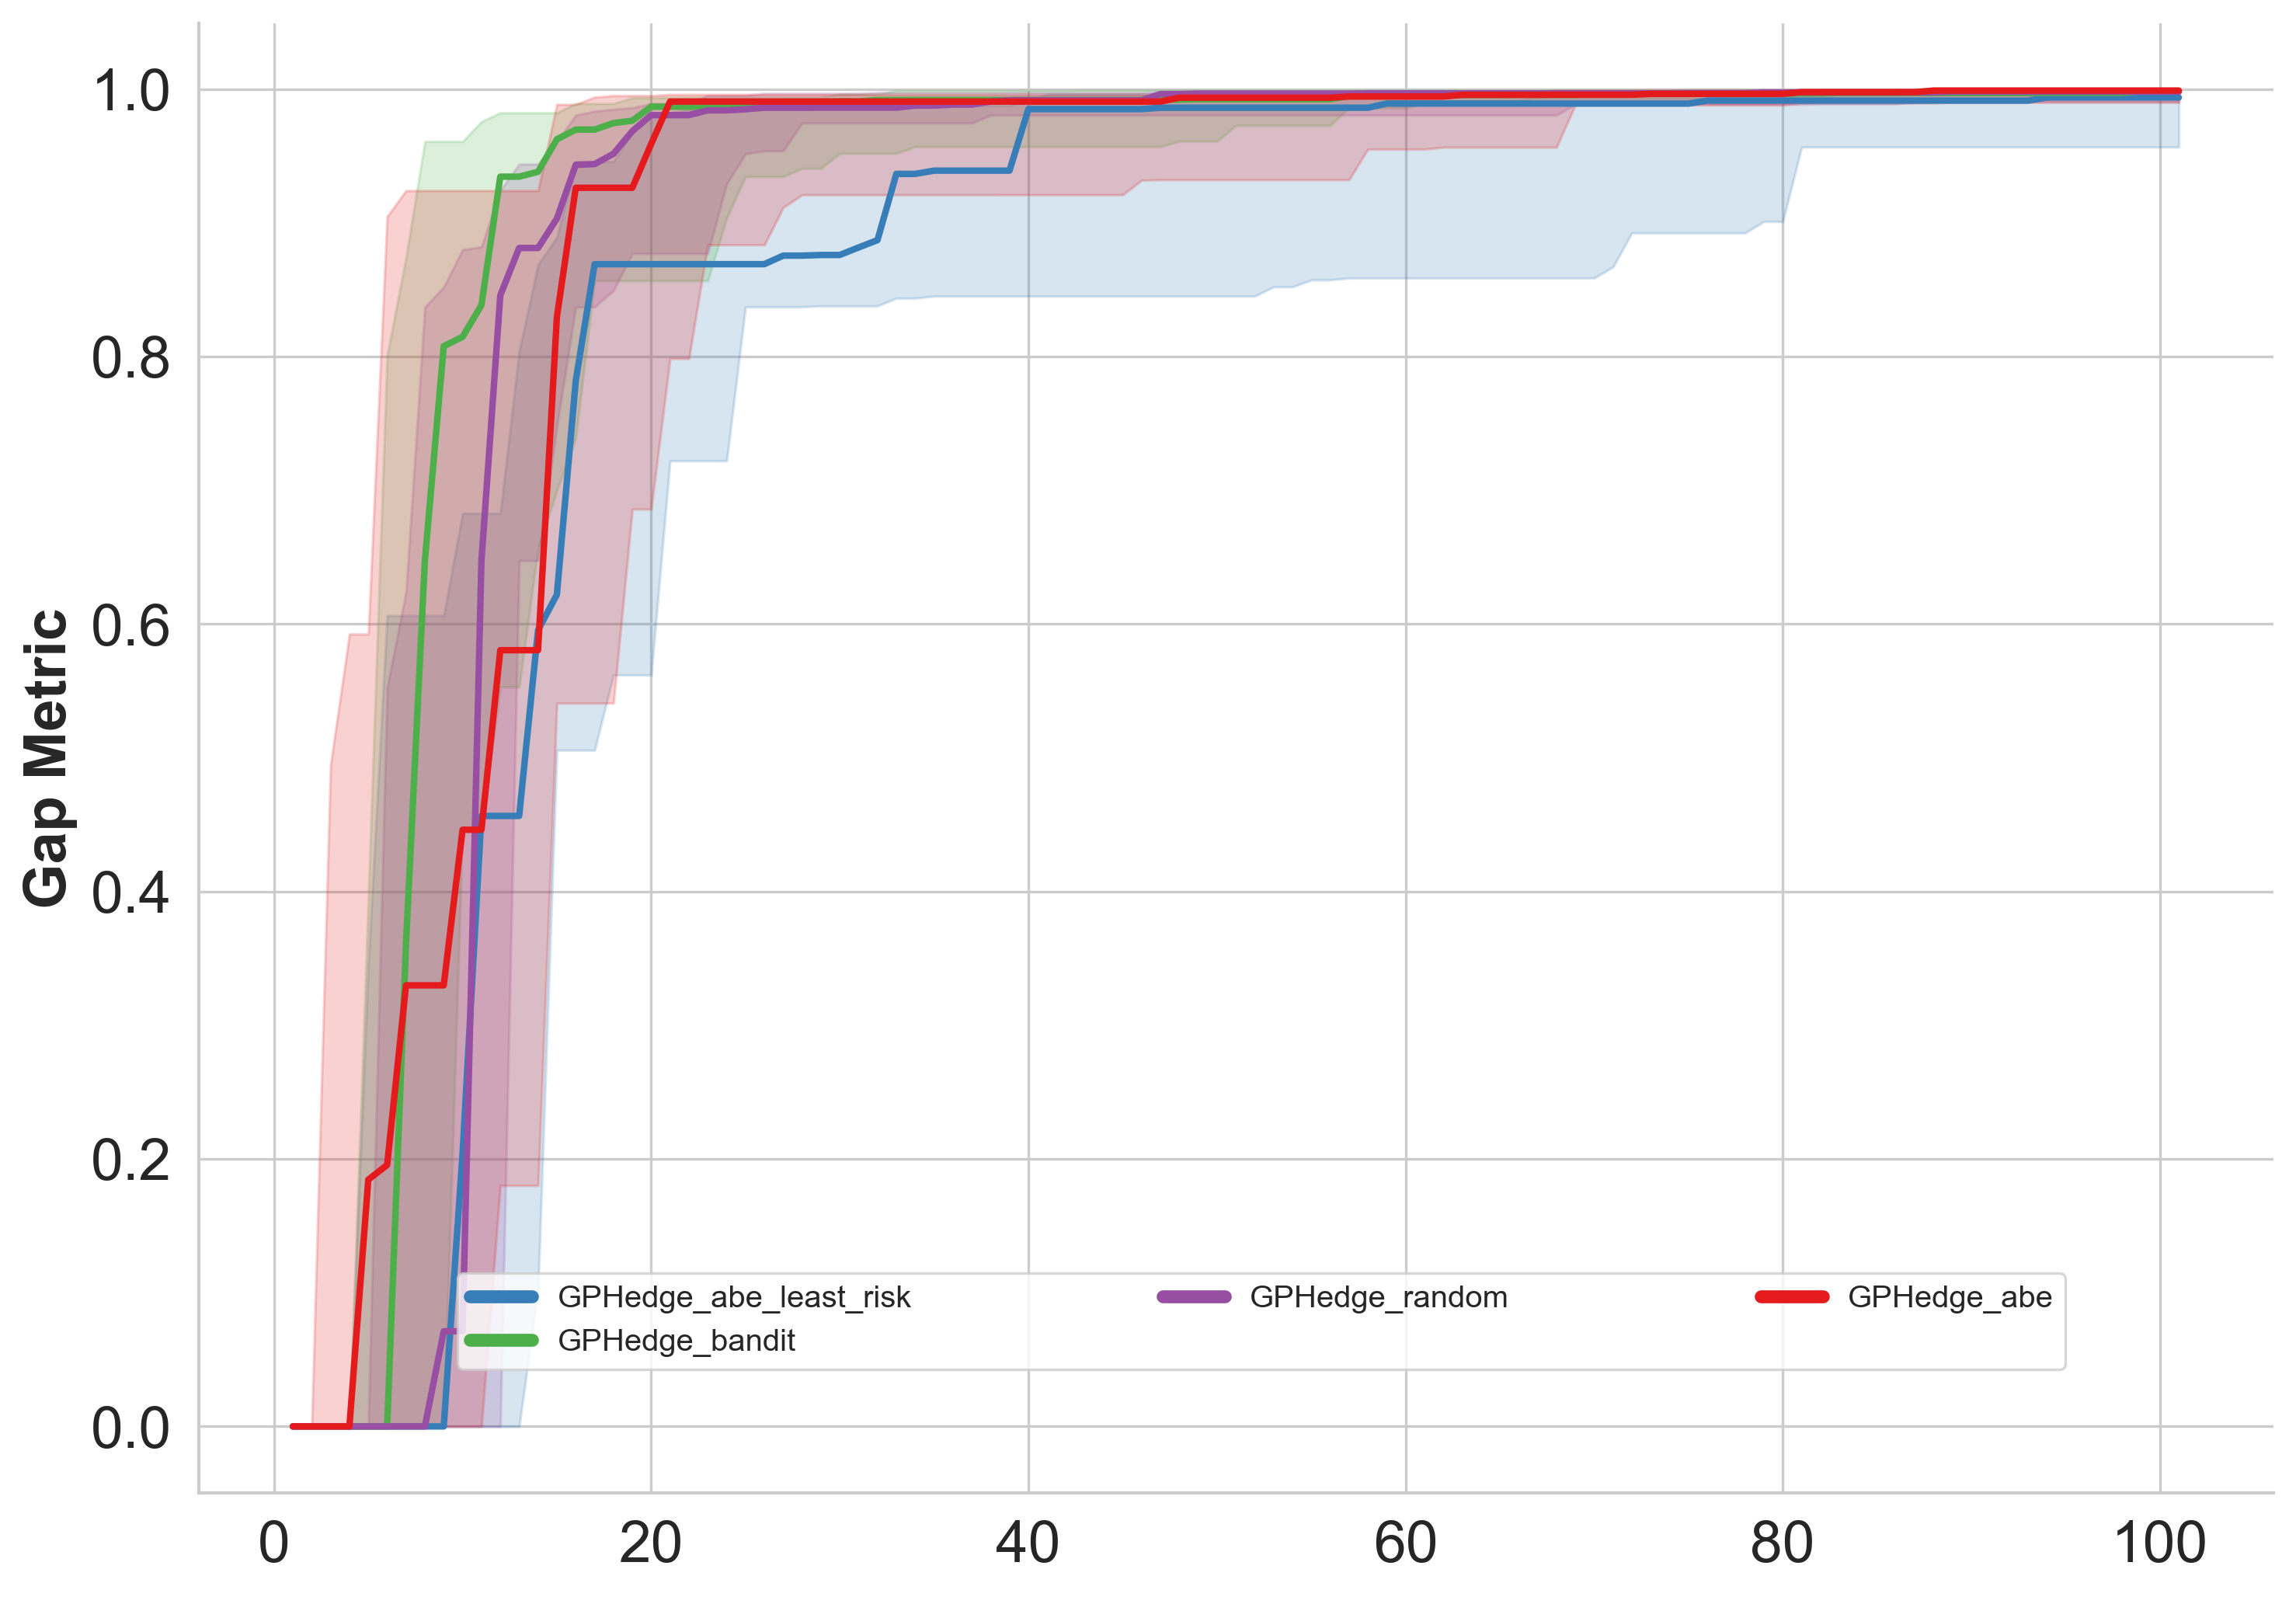 Gap Metric
1.0
0.8
0.6
0.4
0.2
0.0
GPHedge_abe_least_risk
GPHedge_bandit
GPHedge_random
GPHedge_abe
0 20 40 60 80 100